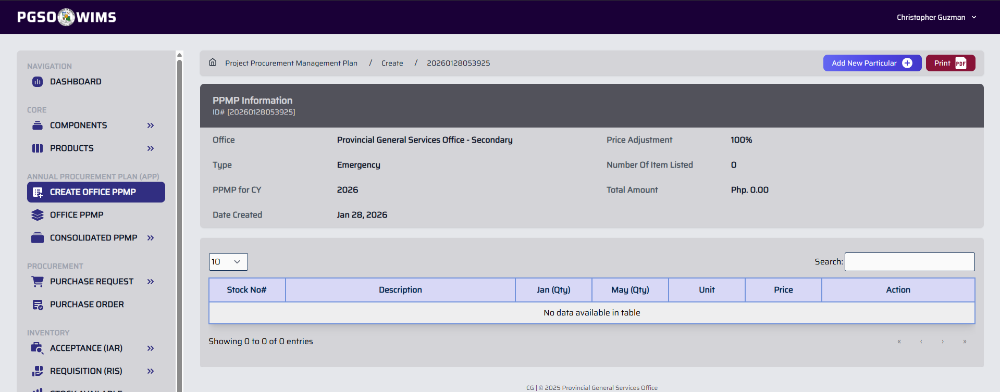 PGSO WIMS
Christopher Guzman
NAVIGATION
DASHBOARD
CORE
COMPONENTS
PRODUCTS
ANNUAL PROCUREMENT PLAN (APP)
CREATE OFFICE PPMP
OFFICE PPMP
CONSOLIDATED PPMP
PROCUREMENT
PURCHASE REQUEST
PURCHASE ORDER
INVENTORY
ACCEPTANCE (IAR)
REQUISITION (RIS)
Project Procurement Management Plan / Create / 20260128053925
Add New Particular
Print PDF
PPMP Information
ID# [20260128053925]
Office Provincial General Services Office - Secondary Price Adjustment 100%
Type Emergency Number Of Item Listed 0
PPMP for CY 2026 Total Amount Php. 0.00
Date Created Jan 28, 2026
10 Search:
Stock No# Description Jan (Qty) May (Qty) Unit Price Action
No data available in table
Showing 0 to 0 of 0 entries « ‹ › »
CG | © 2025 Provincial General Services Office